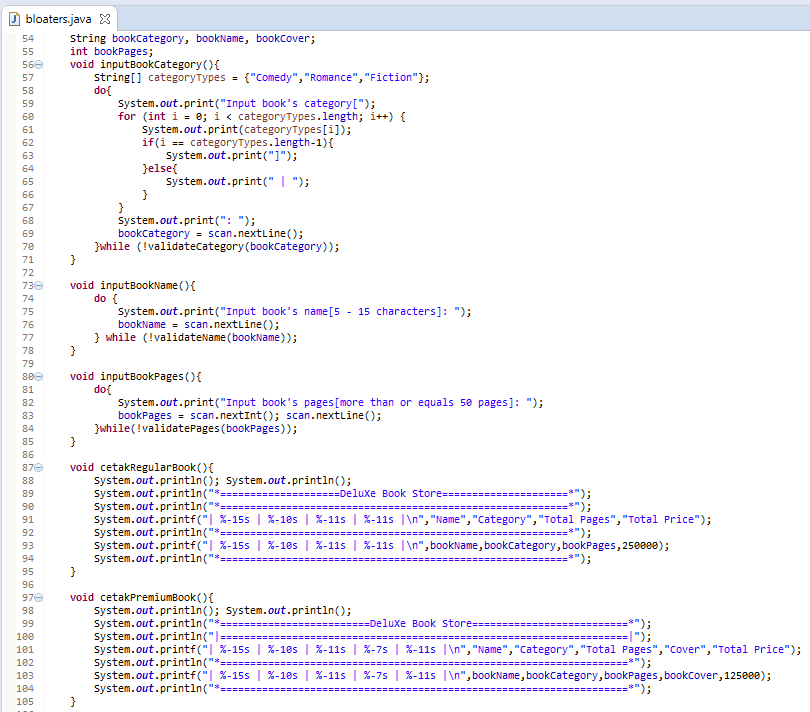 bloaters.java
54 String bookCategory, bookName, bookCover;
55 int bookPages;
56 void inputBookCategory(){
57 String[] categoryTypes = {"Comedy","Romance","Fiction"};
58 do{
59 System.out.print("Input book's category[");
60 for (int i = 0; i < categoryTypes.length; i++) {
61 System.out.print(categoryTypes[i]);
62 if(i == categoryTypes.length-1){
63 System.out.print("]");
64 }else{
65 System.out.print(" | ");
66 }
67 }
68 System.out.print(": ");
69 bookCategory = scan.nextLine();
70 }while (!validateCategory(bookCategory));
71 }
72
73 void inputBookName(){
74 do {
75 System.out.print("Input book's name[5 - 15 characters]: ");
76 bookName = scan.nextLine();
77 } while (!validateName(bookName));
78 }
79
80 void inputBookPages(){
81 do{
82 System.out.print("Input book's pages[more than or equals 50 pages]: ");
83 bookPages = scan.nextInt(); scan.nextLine();
84 }while(!validatePages(bookPages));
85 }
86
87 void cetakRegularBook(){
88 System.out.println(); System.out.println();
89 System.out.println("*====================DeluXe Book Store=====================*");
90 System.out.println("*==========================================================*");
91 System.out.printf("| %-15s | %-10s | %-11s | %-11s |\n","Name","Category","Total Pages","Total Price");
92 System.out.println("*==========================================================*");
93 System.out.printf("| %-15s | %-10s | %-11s | %-11s |\n",bookName,bookCategory,bookPages,250000);
94 System.out.println("*==========================================================*");
95 }
96
97 void cetakPremiumBook(){
98 System.out.println(); System.out.println();
99 System.out.println("*=========================DeluXe Book Store==========================*");
100 System.out.println("|====================================================================|");
101 System.out.printf("| %-15s | %-10s | %-11s | %-7s | %-11s |\n","Name","Category","Total Pages","Cover","Total Price");
102 System.out.println("*====================================================================*");
103 System.out.printf("| %-15s | %-10s | %-11s | %-7s | %-11s |\n",bookName,bookCategory,bookPages,bookCover,125000);
104 System.out.println("*====================================================================*");
105 }